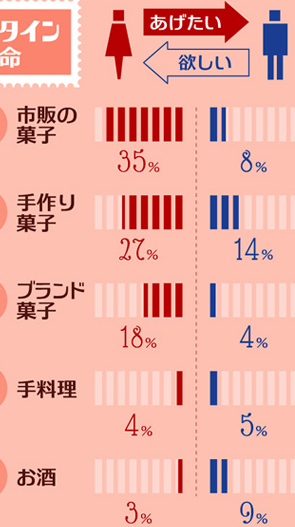 タイン
命
あげたい
欲しい
市販の
菓子
35%
8%
手作り
菓子
27%
14%
ブランド
菓子
18%
4%
手料理
4%
5%
お酒
3%
9%